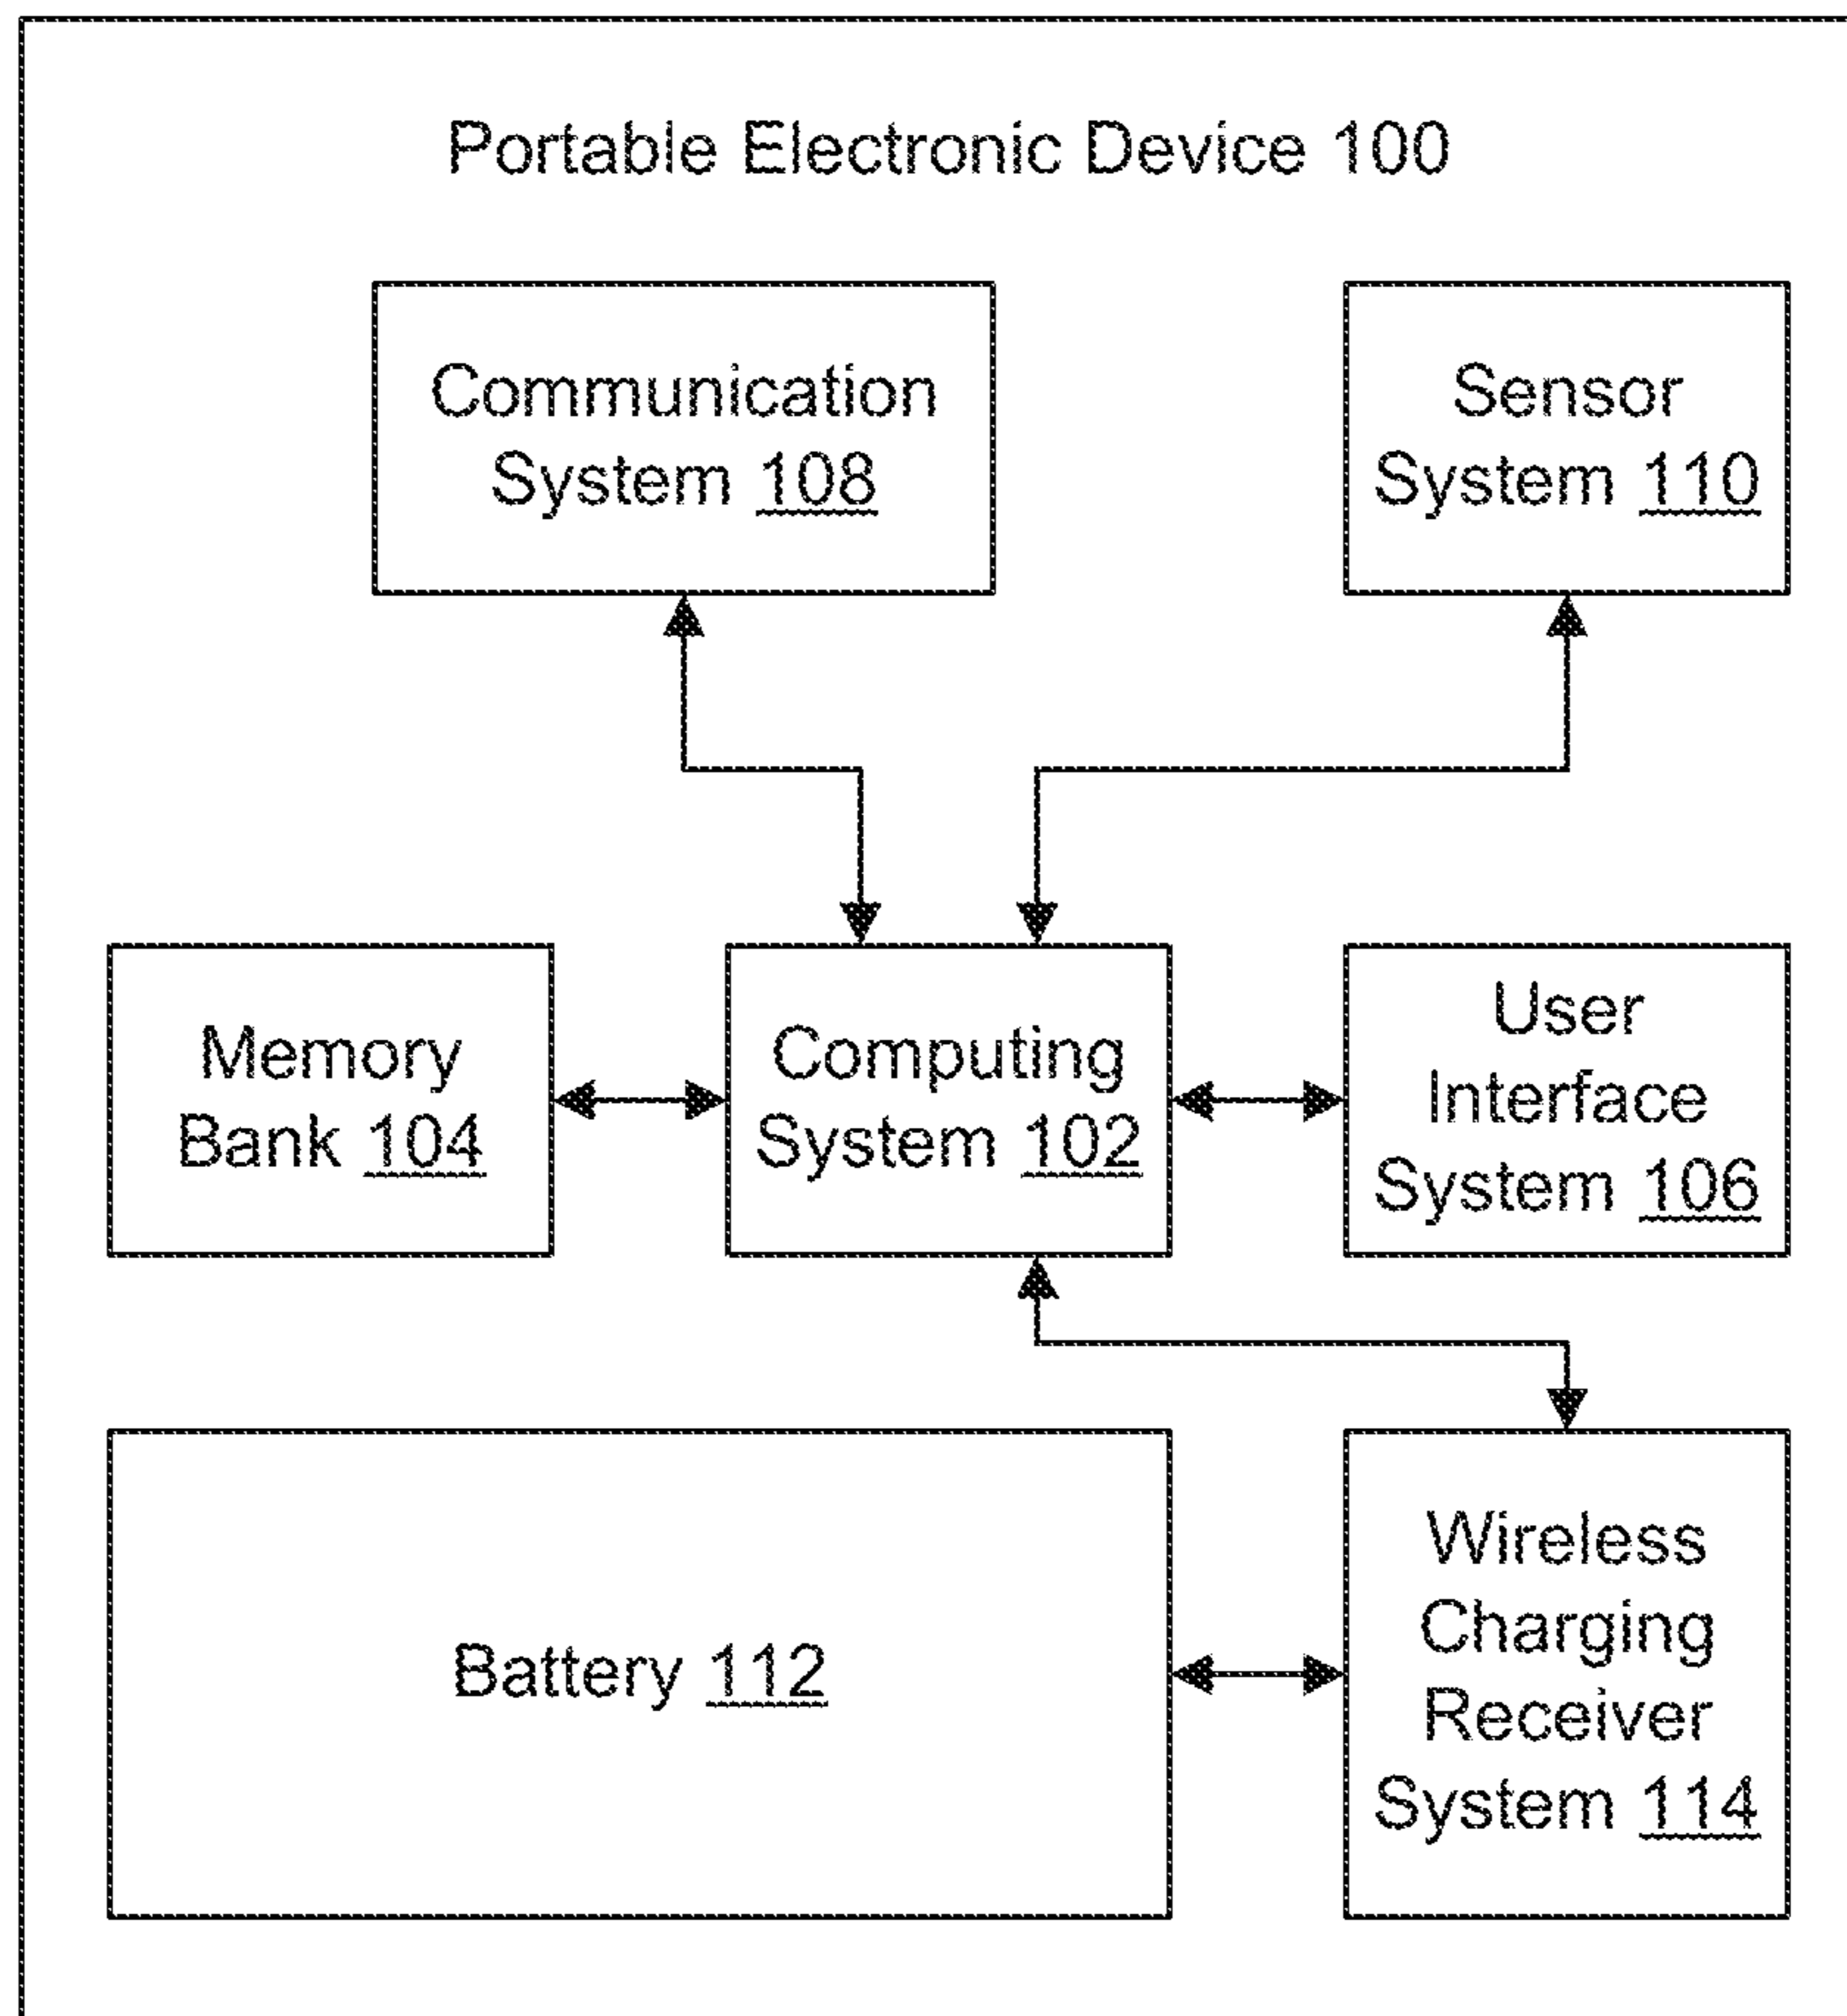 Portable Electronic Device 100
Communication
System 108
Sensor
System 110
Memory
Bank 104
Computing
System 102
User
Interface
System 106
Battery 112
Wireless
Charging
Receiver
System 114